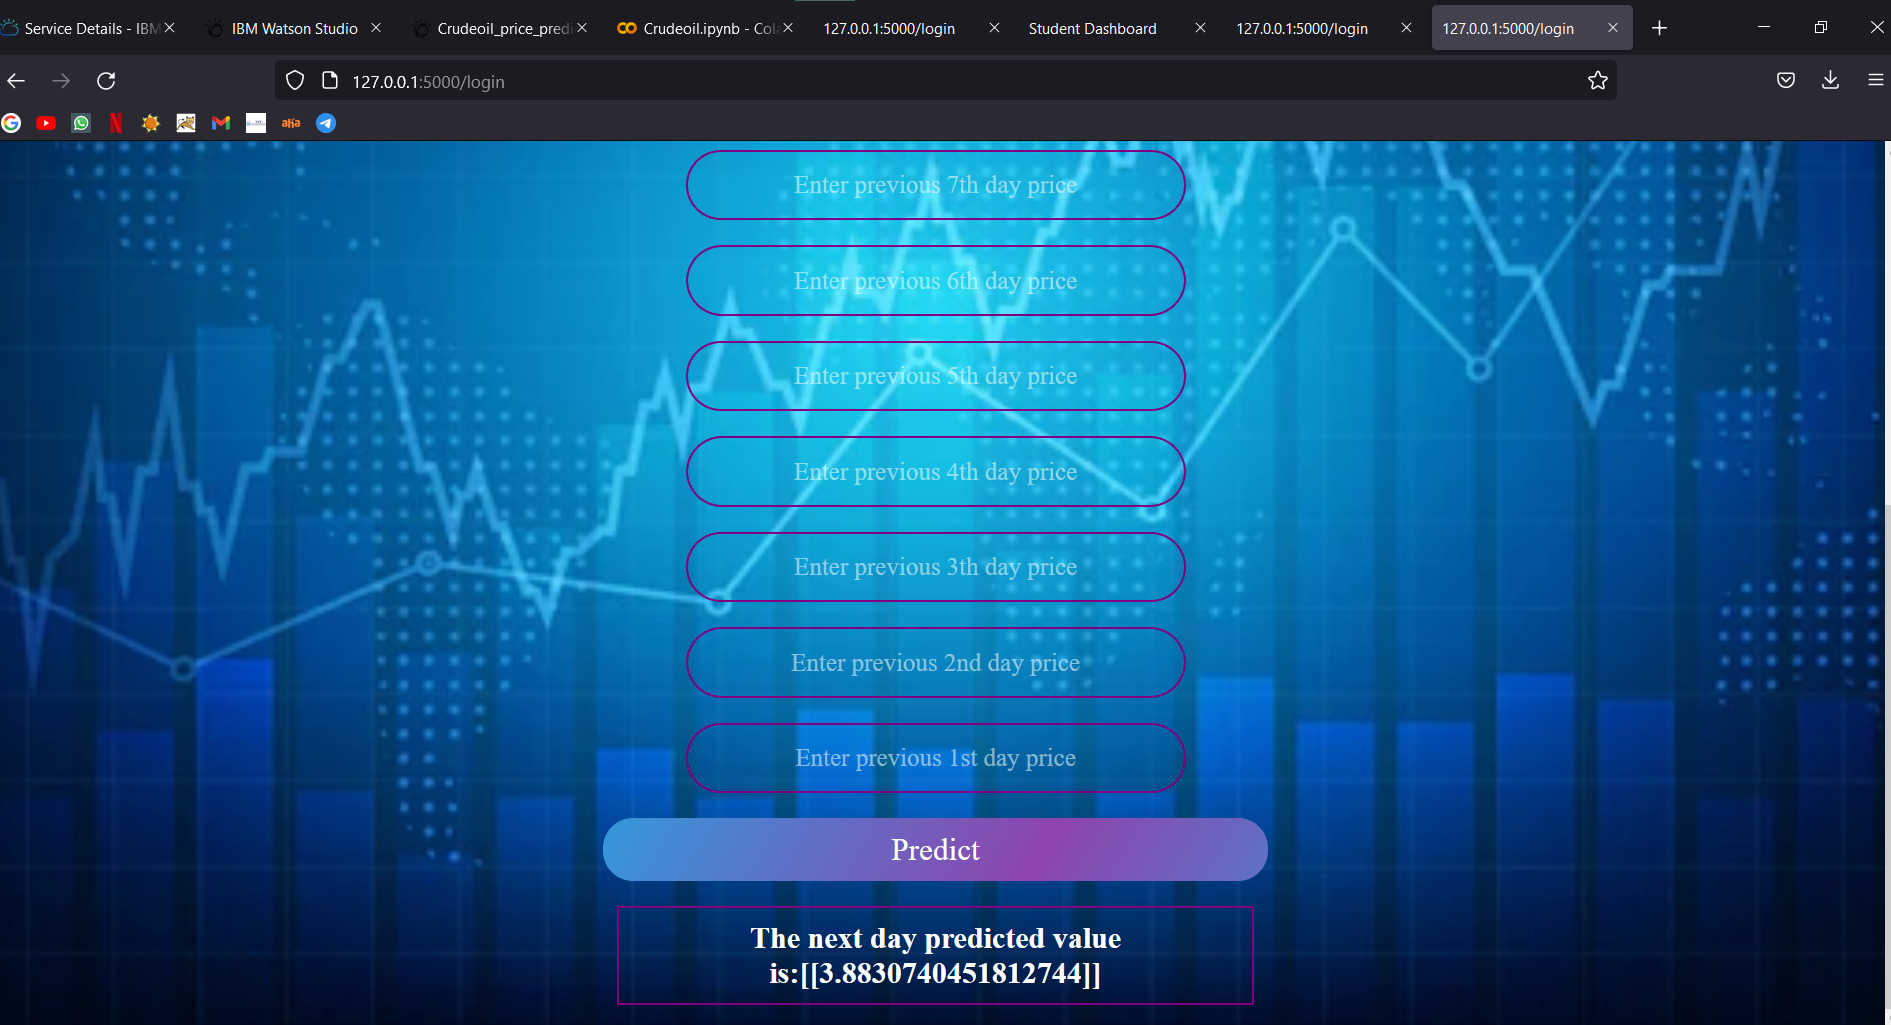 Service Details - IBM
IBM Watson Studio
Crudeoil_price_predi
Crudeoil.ipynb - Cola
127.0.0.1:5000/login
Student Dashboard
127.0.0.1:5000/login
127.0.0.1:5000/login
127.0.0.1:5000/login
aha
Enter previous 7th day price
Enter previous 6th day price
Enter previous 5th day price
Enter previous 4th day price
Enter previous 3th day price
Enter previous 2nd day price
Enter previous 1st day price
Predict
The next day predicted value
is:[[3.8830740451812744]]